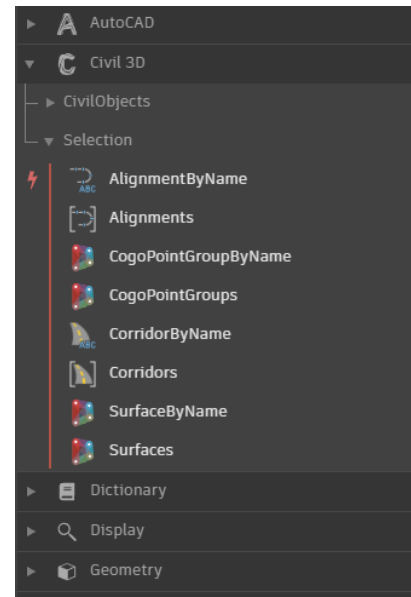 AutoCAD
Civil 3D
CivilObjects
Selection
AlignmentByName
Alignments
CogoPointGroupByName
CogoPointGroups
CorridorByName
Corridors
SurfaceByName
Surfaces
Dictionary
Display
Geometry